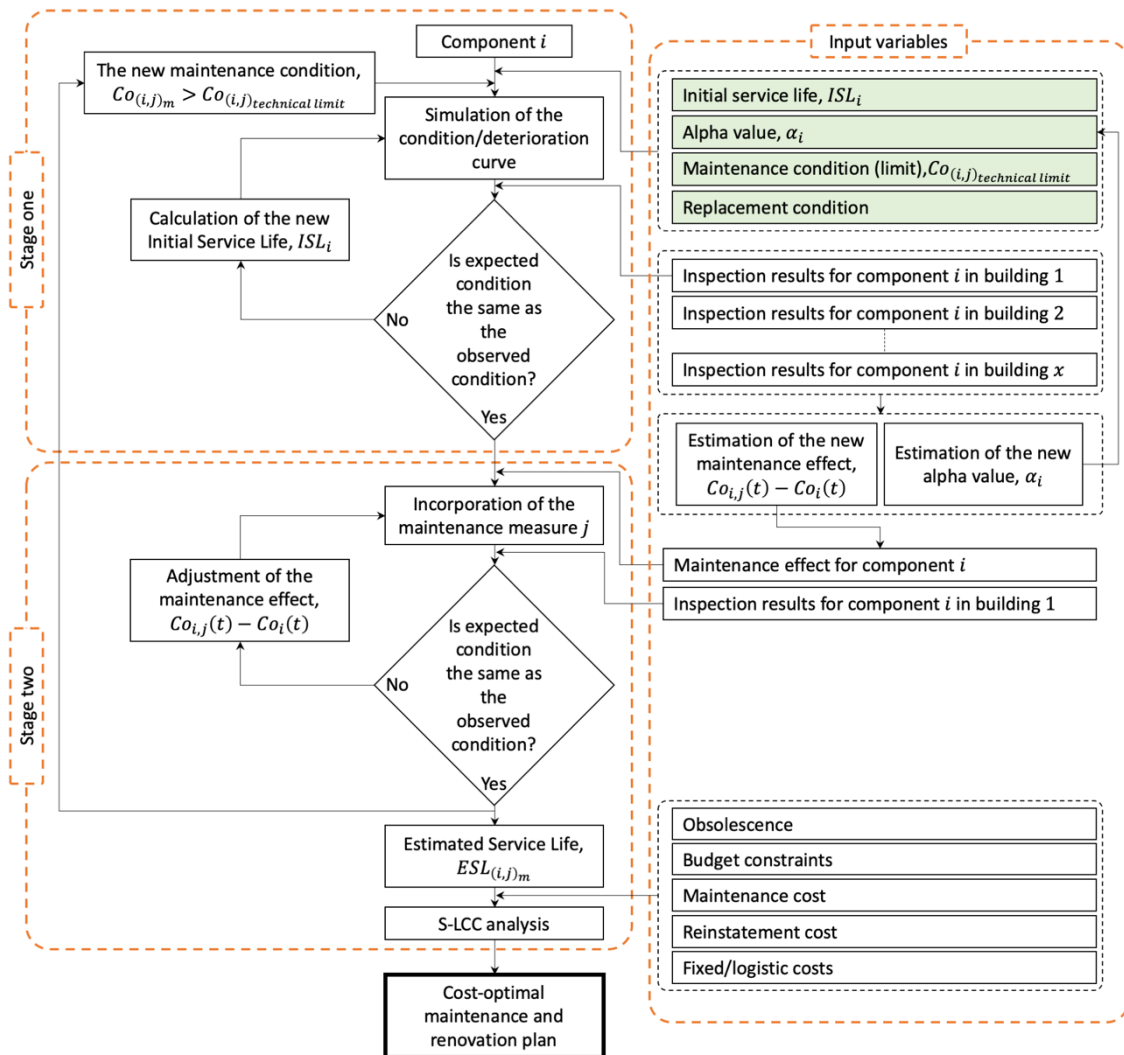 Component i
The new maintenance condition,
Co(i,j)m > Co(i,j)technical limit
Simulation of the
condition/deterioration
curve
Stage one
Calculation of the new
Initial Service Life, ISLi
Is expected
condition
the same as
the
observed
condition?
No
Yes
Stage two
Incorporation of the
maintenance measure j
Adjustment of the
maintenance effect,
Coi,j(t) − Coi(t)
Is expected
condition
the same as
the
observed
condition?
No
Yes
Estimated Service Life,
ESL(i,j)m
S-LCC analysis
Cost-optimal
maintenance and
renovation plan
Input variables
Initial service life, ISLi
Alpha value, αi
Maintenance condition (limit),Co(i,j)technical limit
Replacement condition
Inspection results for component i in building 1
Inspection results for component i in building 2
Inspection results for component i in building x
Estimation of the new
maintenance effect,
Coi,j(t) − Coi(t)
Estimation of the new
alpha value, αi
Maintenance effect for component i
Inspection results for component i in building 1
Obsolescence
Budget constraints
Maintenance cost
Reinstatement cost
Fixed/logistic costs